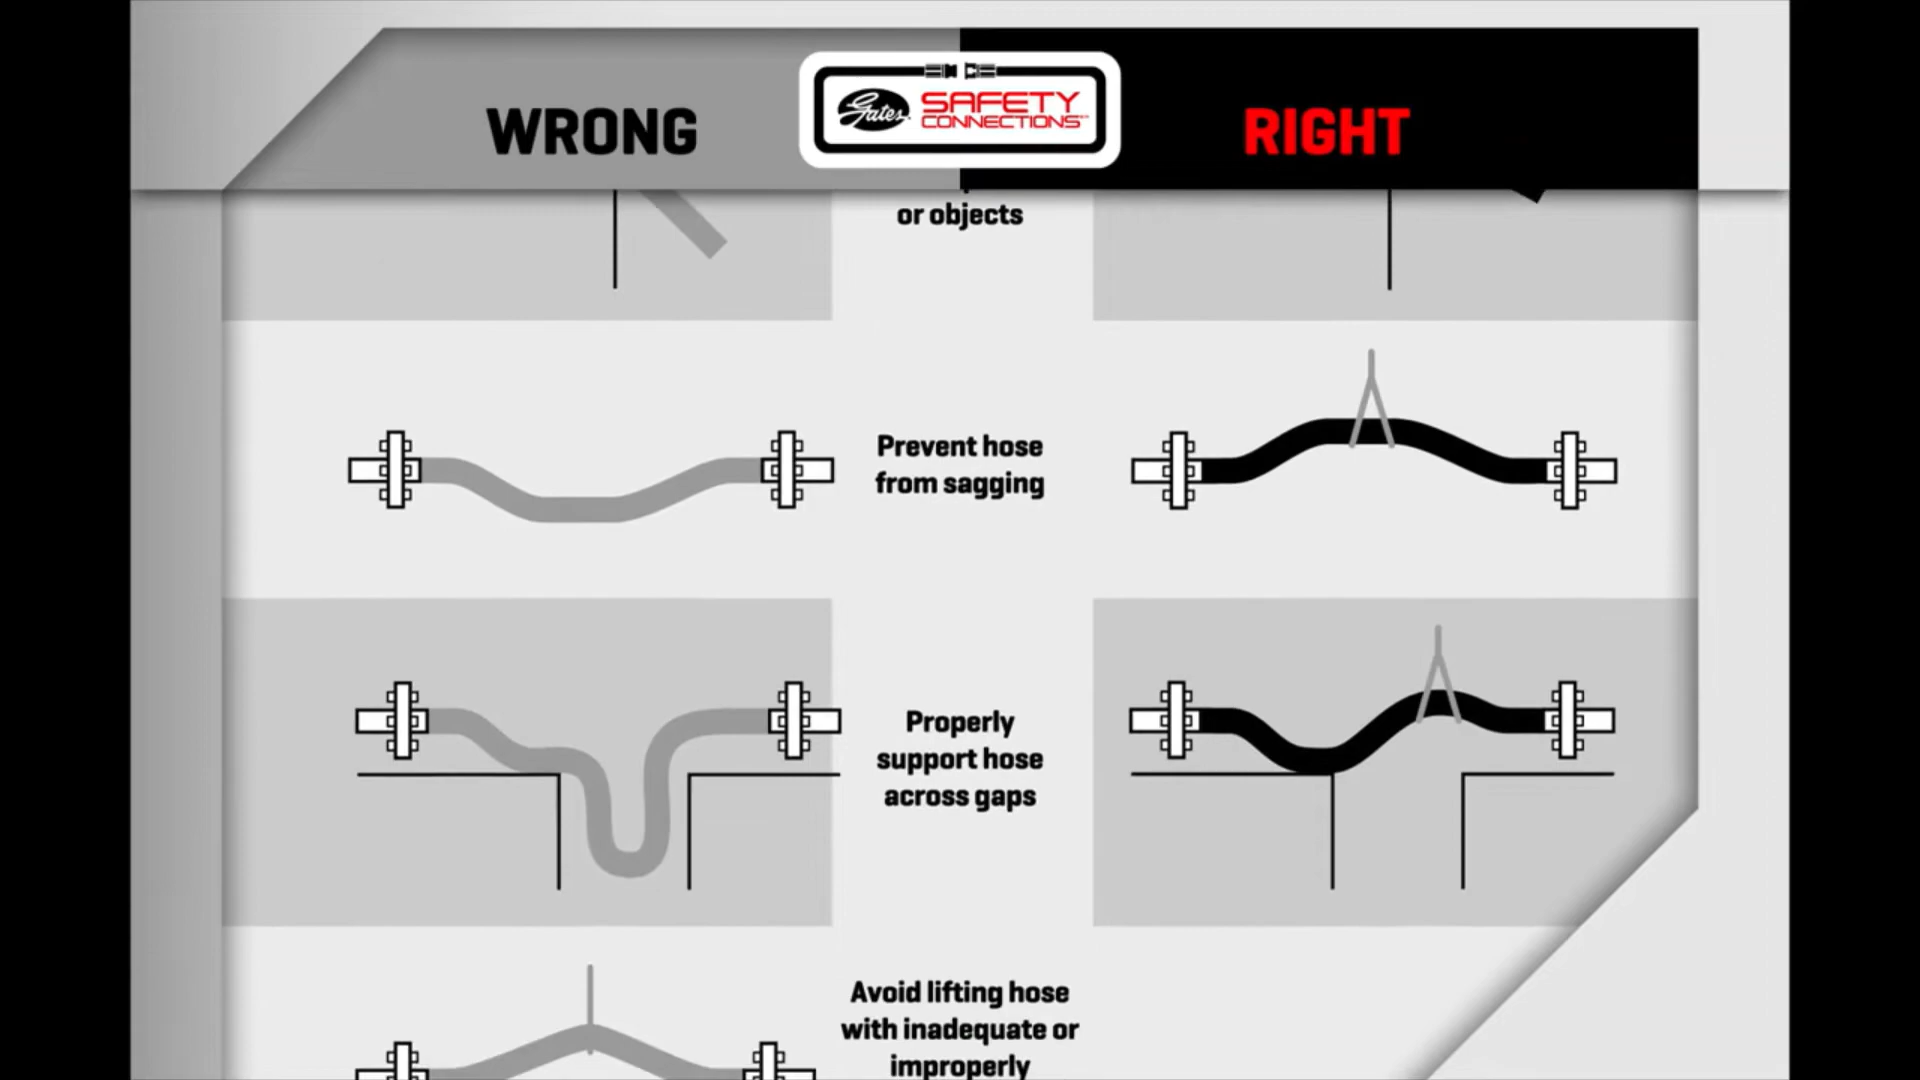 WRONG
Gates
SAFETY
CONNECTIONS
RIGHT
or objects
Prevent hose
from sagging
Properly
support hose
across gaps
Avoid lifting hose
with inadequate or
improperly